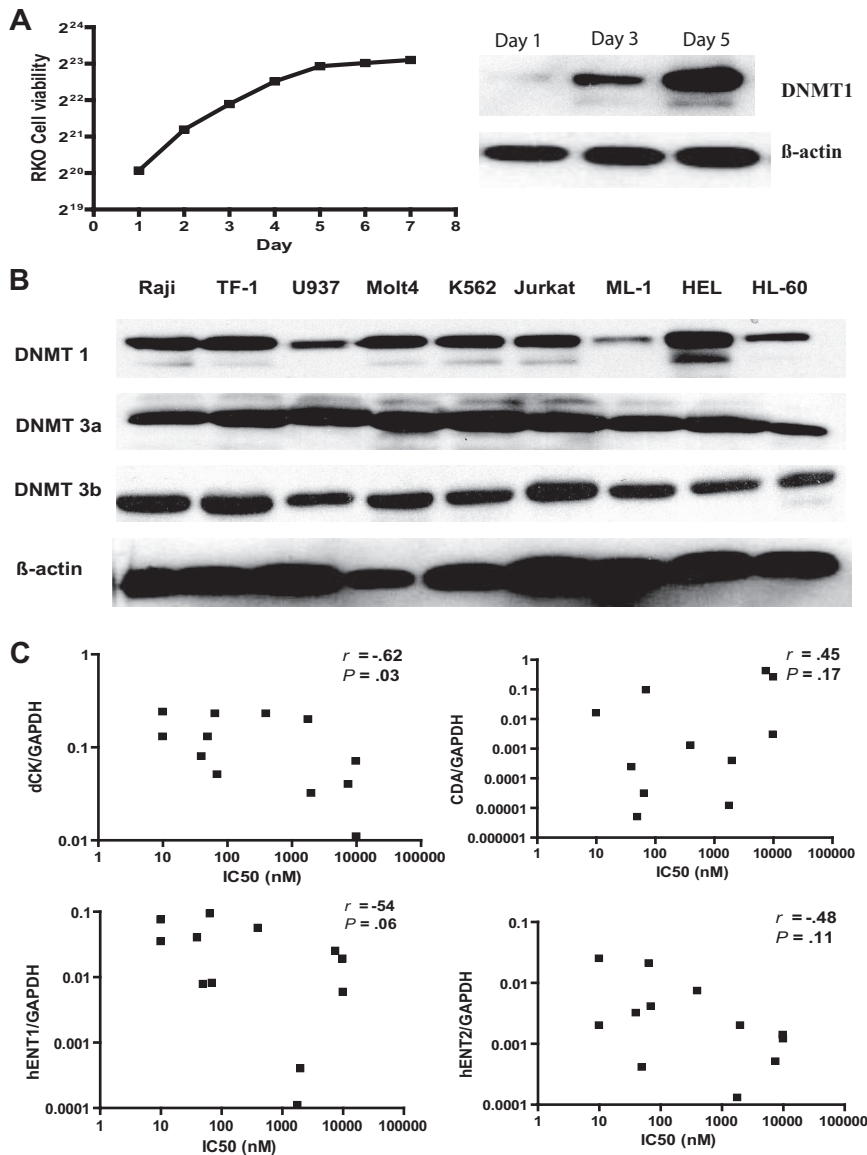 A
RKO Cell viability
2^24
2^23
2^22
2^21
2^20
2^19
0 1 2 3 4 5 6 7 8
Day
Day 1 Day 3 Day 5
DNMT1
ß-actin
B
Raji TF-1 U937 Molt4 K562 Jurkat ML-1 HEL HL-60
DNMT 1
DNMT 3a
DNMT 3b
ß-actin
C
r = -.62
P = .03
dCK/GAPDH
1
0.1
0.01
1 10 100 1000 10000 100000
IC50 (nM)
r = .45
P = .17
CDA/GAPDH
1
0.1
0.01
0.001
0.0001
0.00001
0.000001
1 10 100 1000 10000 100000
IC50 (nM)
r = -54
P = .06
hENT1/GAPDH
0.1
0.01
0.001
0.0001
1 10 100 1000 10000 100000
IC50 (nM)
r = -.48
P = .11
hENT2/GAPDH
0.1
0.01
0.001
0.0001
1 10 100 1000 10000 100000
IC50 (nM)